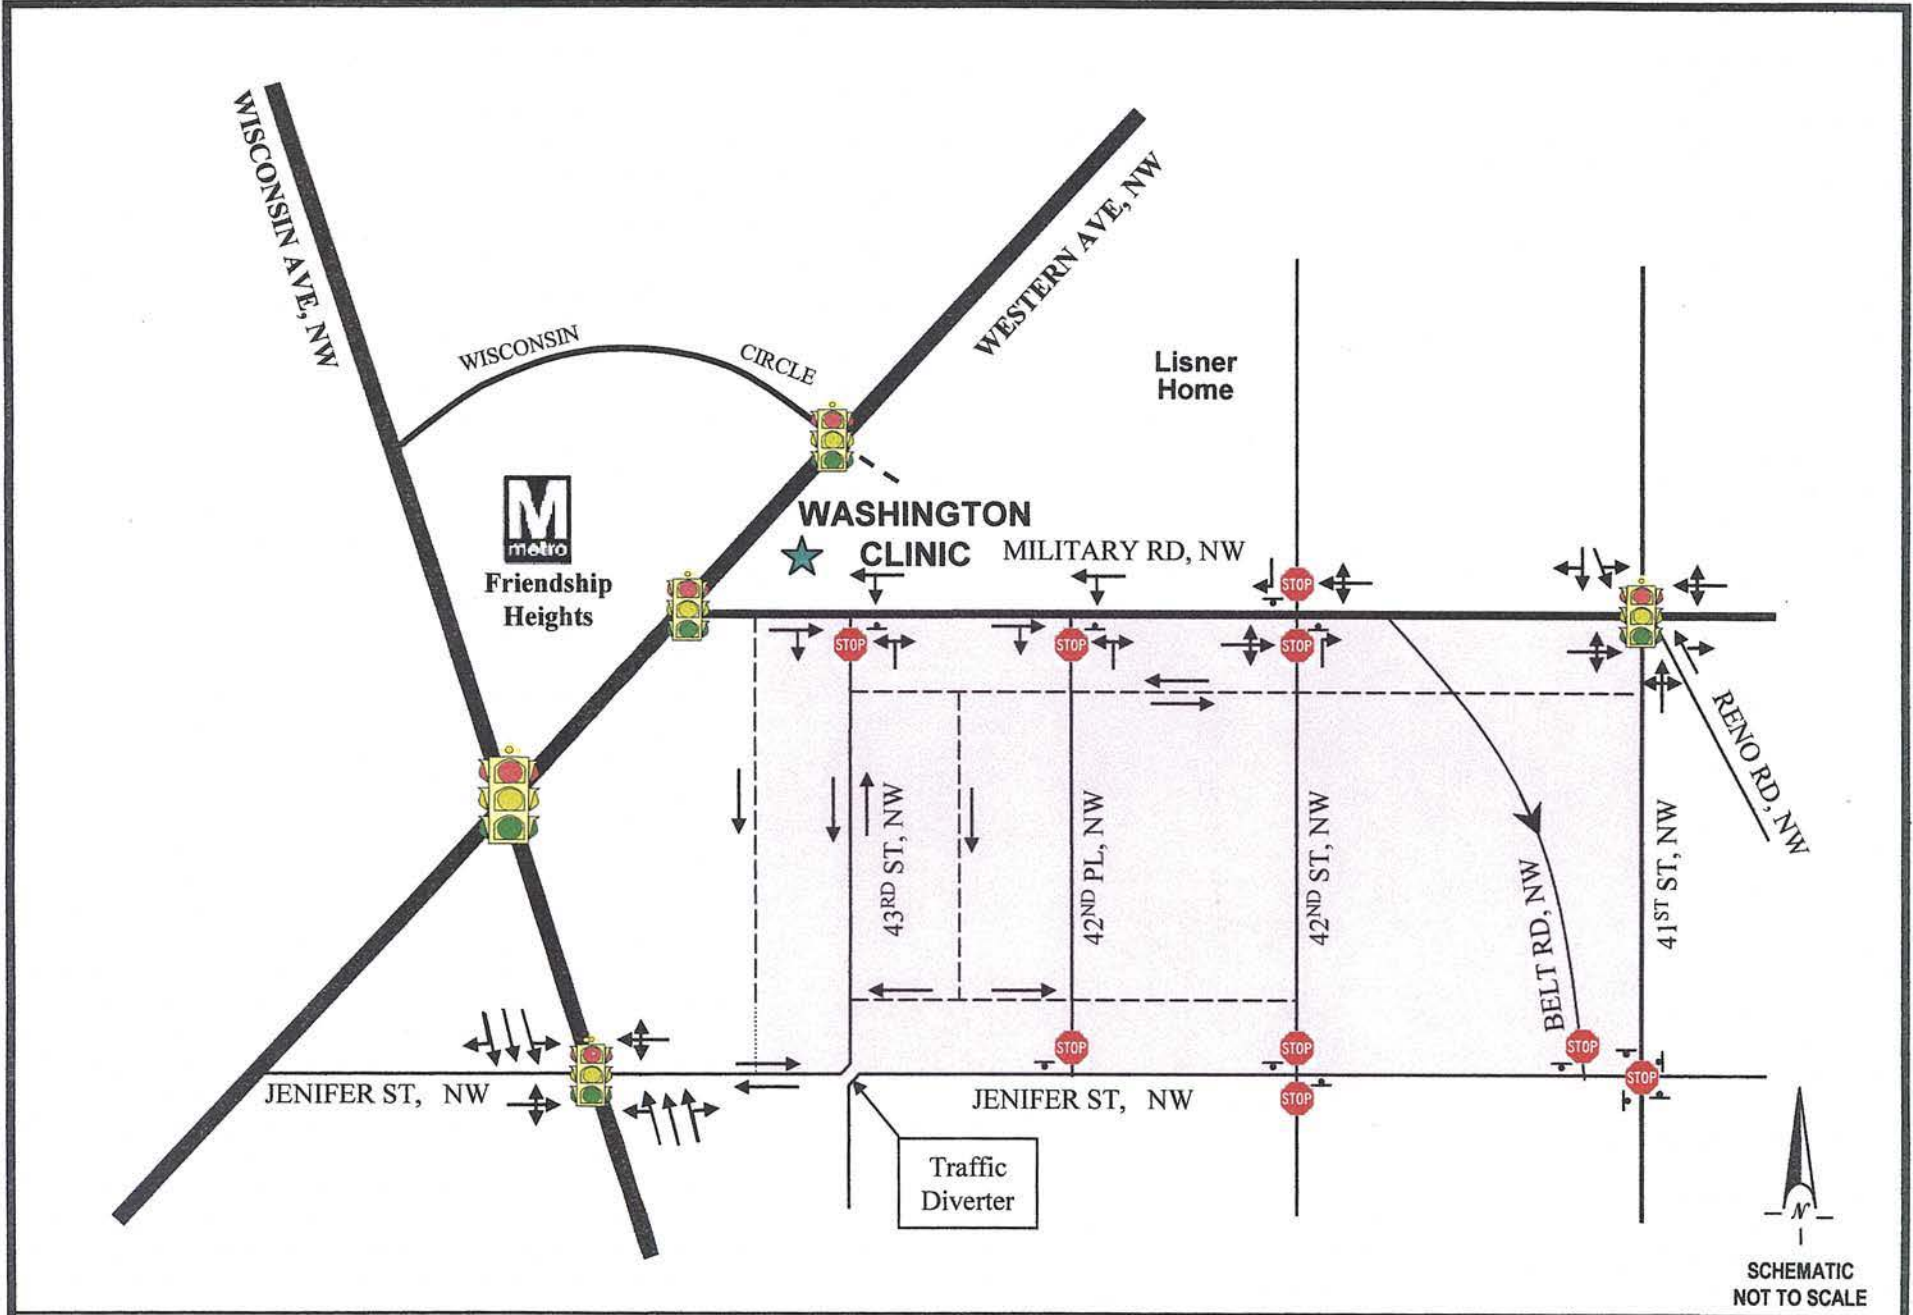 WISCONSIN AVE, NW
WESTERN AVE, NW
WISCONSIN
CIRCLE
Lisner
Home
M
metro
Friendship
Heights
WASHINGTON
CLINIC
MILITARY RD, NW
STOP
STOP
STOP
STOP
RENO RD, NW
43RD ST, NW
42ND PL, NW
42ND ST, NW
BELT RD, NW
41ST ST, NW
STOP
STOP
STOP
STOP
STOP
JENIFER ST, NW
JENIFER ST, NW
Traffic
Diverter
N
SCHEMATIC
NOT TO SCALE